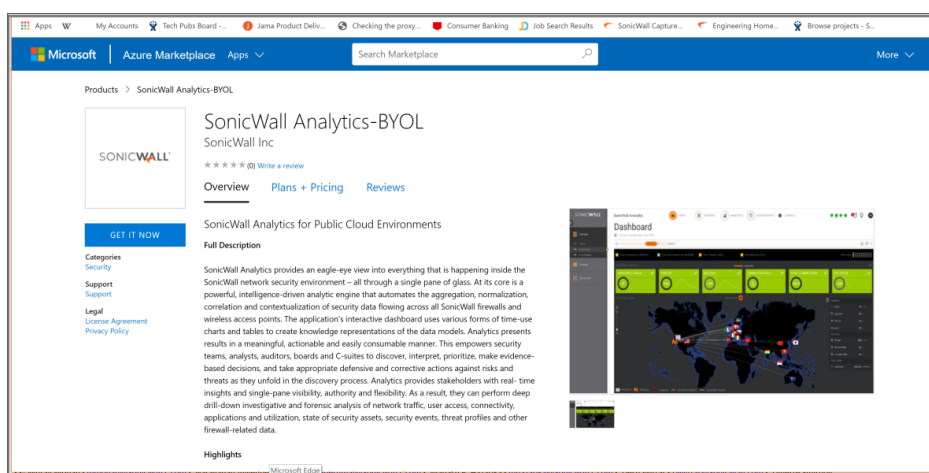 Apps W My Accounts Tech Pubs Board -... Jama Product Deliv... Checking the proxy... Consumer Banking Job Search Results SonicWall Capture... Engineering Home... Browse projects - S...
Microsoft Azure Marketplace Apps Search Marketplace More
Products > SonicWall Analytics-BYOL
SONICWALL
SonicWall Analytics-BYOL
SonicWall Inc
(0) Write a review
Overview Plans + Pricing Reviews
GET IT NOW
Categories
Security
Support
Support
Legal
License Agreement
Privacy Policy
SonicWall Analytics for Public Cloud Environments
Full Description
SonicWall Analytics provides an eagle-eye view into everything that is happening inside the
SonicWall network security environment – all through a single pane of glass. At its core is a
powerful, intelligence-driven analytic engine that automates the aggregation, normalization,
correlation and contextualization of security data flowing across all SonicWall firewalls and
wireless access points. The application's interactive dashboard uses various forms of time-use
charts and tables to create knowledge representations of the data models. Analytics presents
results in a meaningful, actionable and easily consumable manner. This empowers security
teams, analysts, auditors, boards and C-suites to discover, interpret, prioritize, make evidence-
based decisions, and take appropriate defensive and corrective actions against risks and
threats as they unfold in the discovery process. Analytics provides stakeholders with real- time
insights and single-pane visibility, authority and flexibility. As a result, they can perform deep
drill-down investigative and forensic analysis of network traffic, user access, connectivity,
applications and utilization, state of security assets, security events, threat profiles and other
firewall-related data.
Highlights
Microsoft Edge
SONICWALL
Dashboard